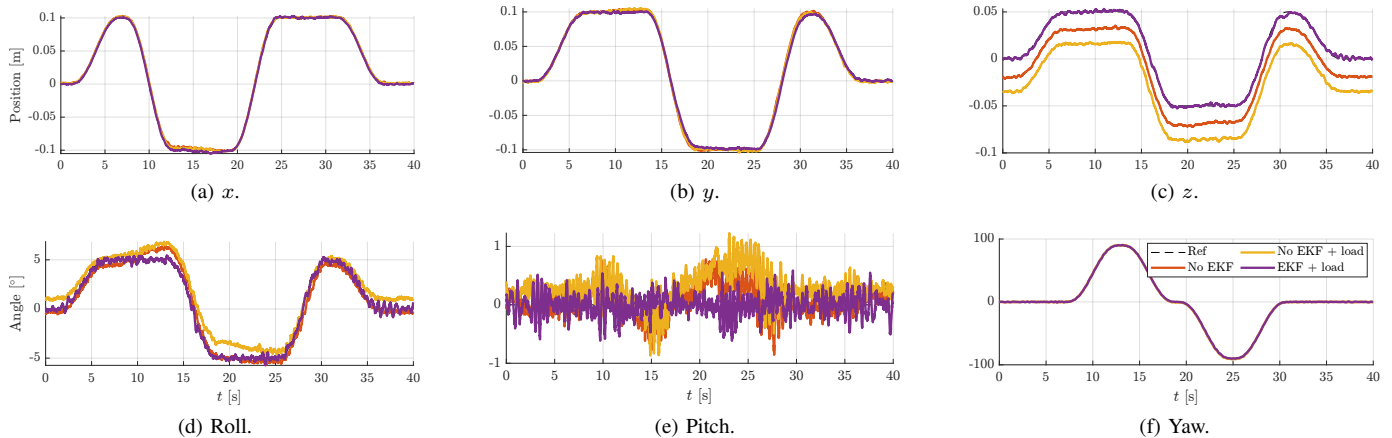 Position [m]
0.1
0.05
0
-0.05
-0.1
0 5 10 15 20 25 30 35 40
(a) x.
0.1
0.05
0
-0.05
-0.1
0 5 10 15 20 25 30 35 40
(b) y.
0.05
0
-0.05
-0.1
0 5 10 15 20 25 30 35 40
(c) z.
Angle [°]
5
0
-5
0 5 10 15 20 25 30 35 40
t [s]
(d) Roll.
1
0
-1
0 5 10 15 20 25 30 35 40
t [s]
(e) Pitch.
100
0
-100
Ref No EKF + load
No EKF EKF + load
0 5 10 15 20 25 30 35 40
t [s]
(f) Yaw.